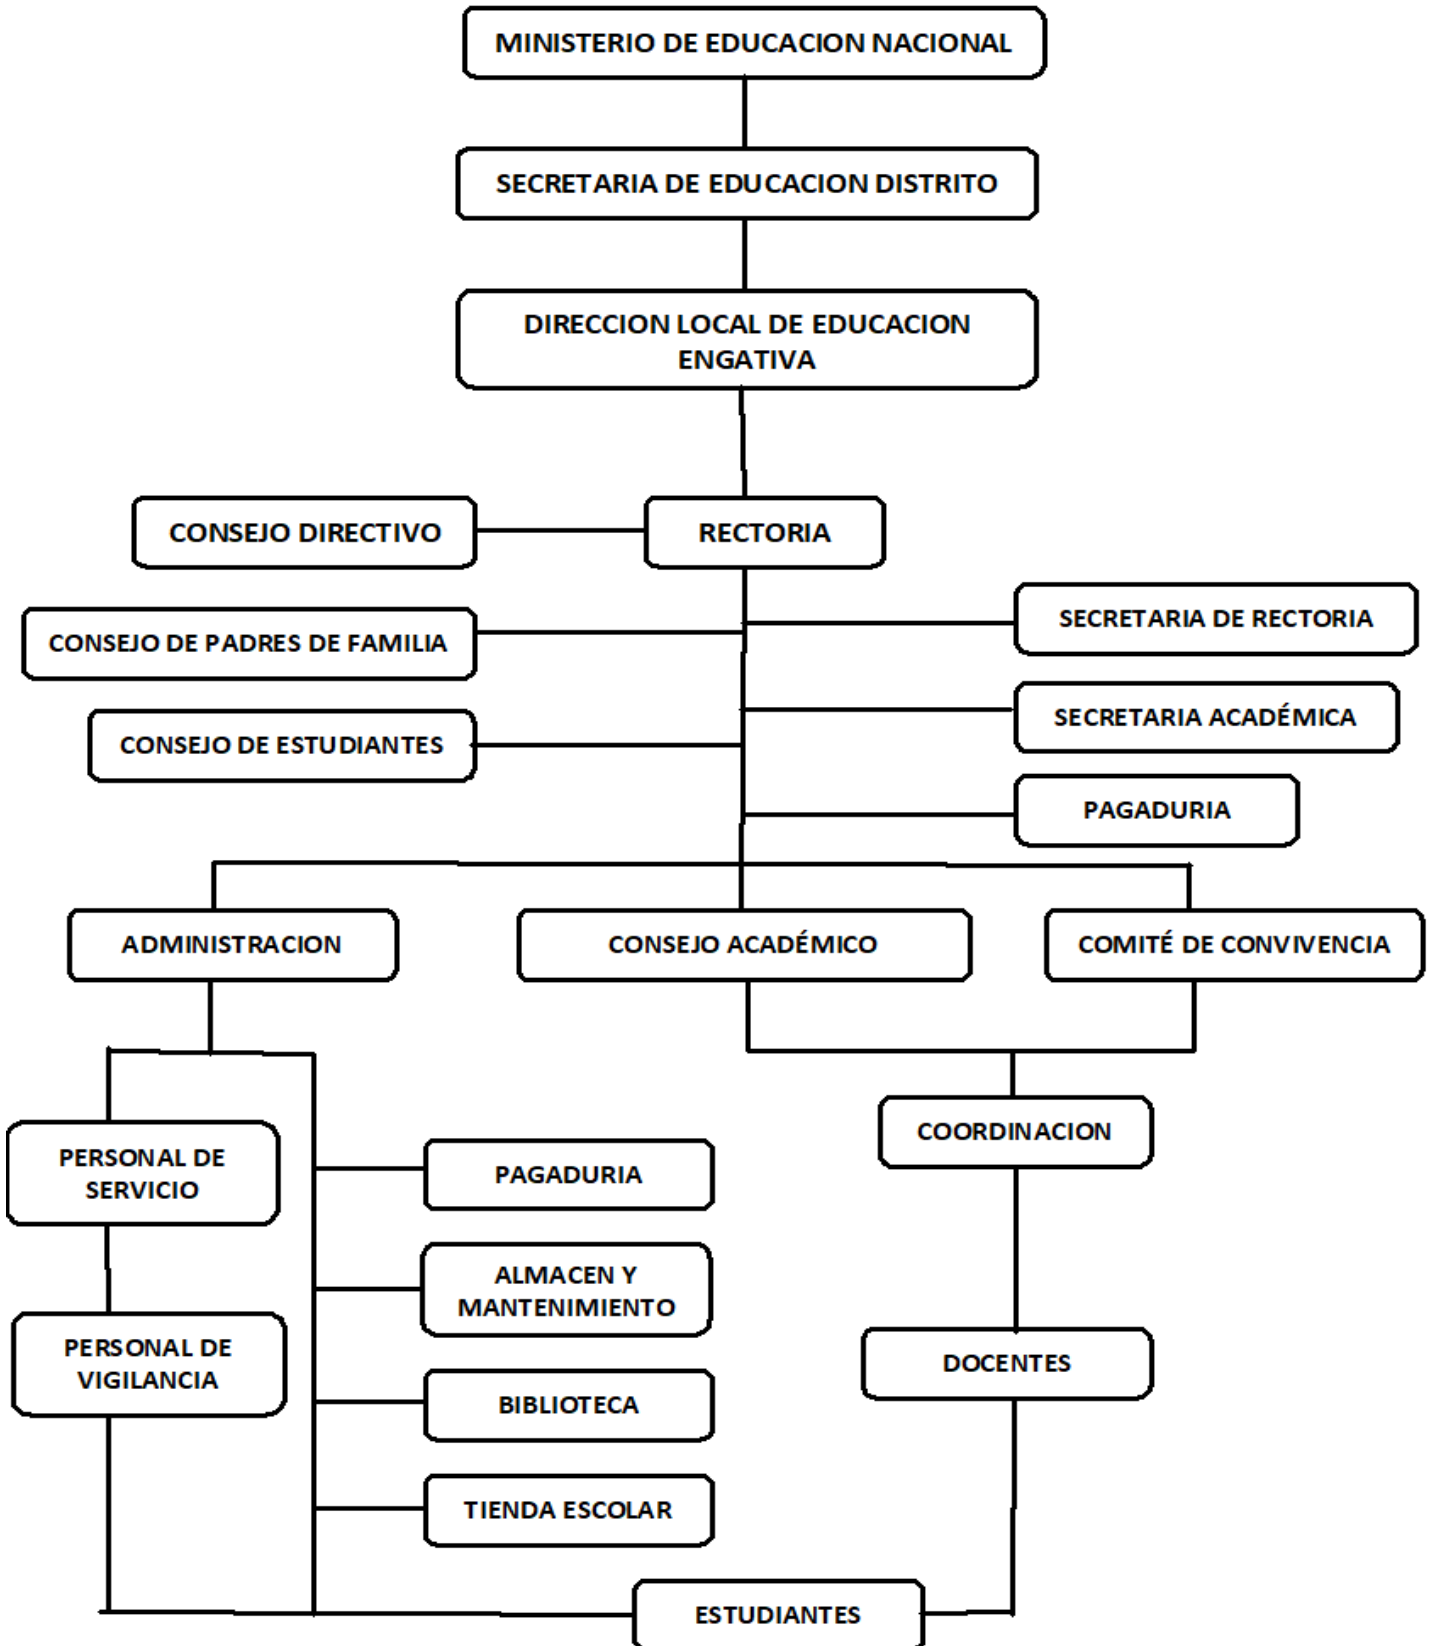 MINISTERIO DE EDUCACION NACIONAL
SECRETARIA DE EDUCACION DISTRITO
DIRECCION LOCAL DE EDUCACION
ENGATIVA
CONSEJO DIRECTIVO
RECTORIA
CONSEJO DE PADRES DE FAMILIA
SECRETARIA DE RECTORIA
CONSEJO DE ESTUDIANTES
SECRETARIA ACADÉMICA
PAGADURIA
ADMINISTRACION
CONSEJO ACADÉMICO
COMITÉ DE CONVIVENCIA
PERSONAL DE
SERVICIO
PAGADURIA
COORDINACION
ALMACEN Y
MANTENIMIENTO
PERSONAL DE
VIGILANCIA
BIBLIOTECA
DOCENTES
TIENDA ESCOLAR
ESTUDIANTES